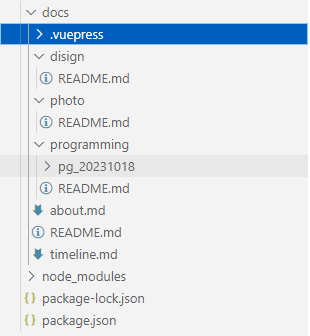 docs
.vuepress
disign
README.md
photo
README.md
programming
pg_20231018
README.md
about.md
README.md
timeline.md
node_modules
package-lock.json
package.json